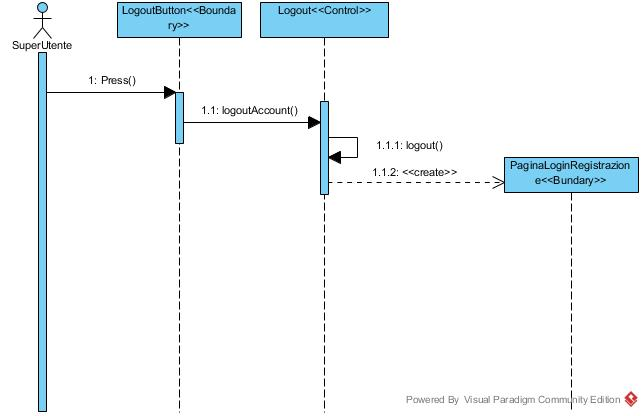 SuperUtente
LogoutButton<<Bounda
ry>>
Logout<<Control>>
1: Press()
1.1: logoutAccount()
1.1.1: logout()
1.1.2: <<create>>
PaginaLoginRegistrazion
e<<Bundary>>
Powered By Visual Paradigm Community Edition